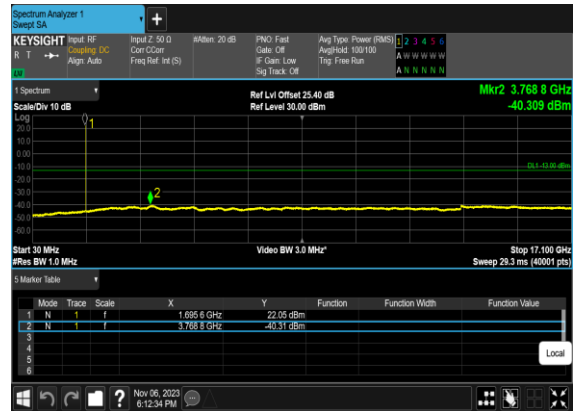 Spectrum Analyzer 1
Swept SA
+
KEYSIGHT
R T
LW
Input: RF
Coupling: DC
Align: Auto
Input Z: 50 Ω
Corr CCorr
Freq Ref: Int (S)
#Atten: 20 dB
PNO: Fast
Gate: Off
IF Gain: Low
Sig Track: Off
Avg Type: Power (RMS)
Avg|Hold: 100/100
Trig: Free Run
1 2 3 4 5 6
A W W W W W
A N N N N N
1 Spectrum
Scale/Div 10 dB
Ref Lvl Offset 25.40 dB
Ref Level 30.00 dBm
Mkr2 3.768 8 GHz
-40.309 dBm
Log
20.0
10.0
0.00
-10.0
-20.0
-30.0
-40.0
-50.0
-60.0
1
2
DL1 -13.00 dBm
Start 30 MHz
#Res BW 1.0 MHz
Video BW 3.0 MHz*
Stop 17.100 GHz
Sweep 29.3 ms (40001 pts)
5 Marker Table
Mode Trace Scale X Y Function Function Width Function Value
1 N 1 f 1.695 6 GHz 22.05 dBm
2 N 1 f 3.768 8 GHz -40.31 dBm
3
4
5
6
Local
?
Nov 06, 2023
6:12:34 PM